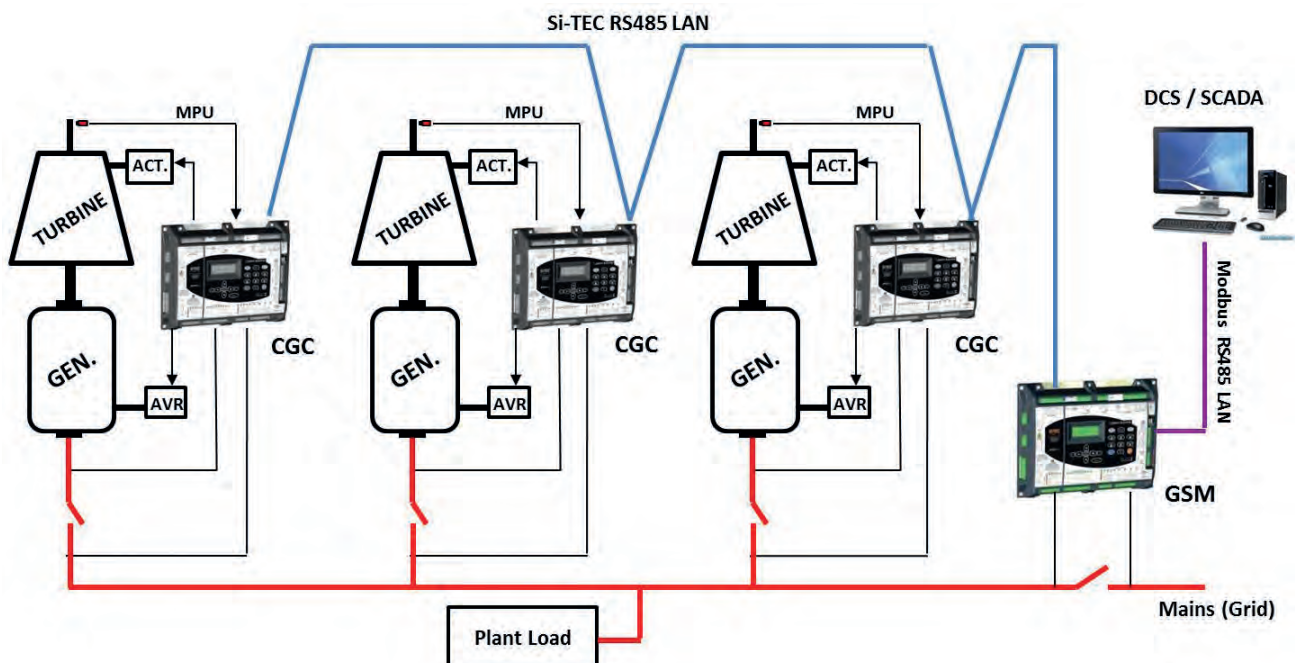 Si-TEC RS485 LAN
MPU
MPU
MPU
DCS / SCADA
ACT.
ACT.
ACT.
TURBINE
TURBINE
TURBINE
Modbus RS485 LAN
CGC
CGC
CGC
GEN.
GEN.
GEN.
AVR
AVR
AVR
GSM
Mains (Grid)
Plant Load